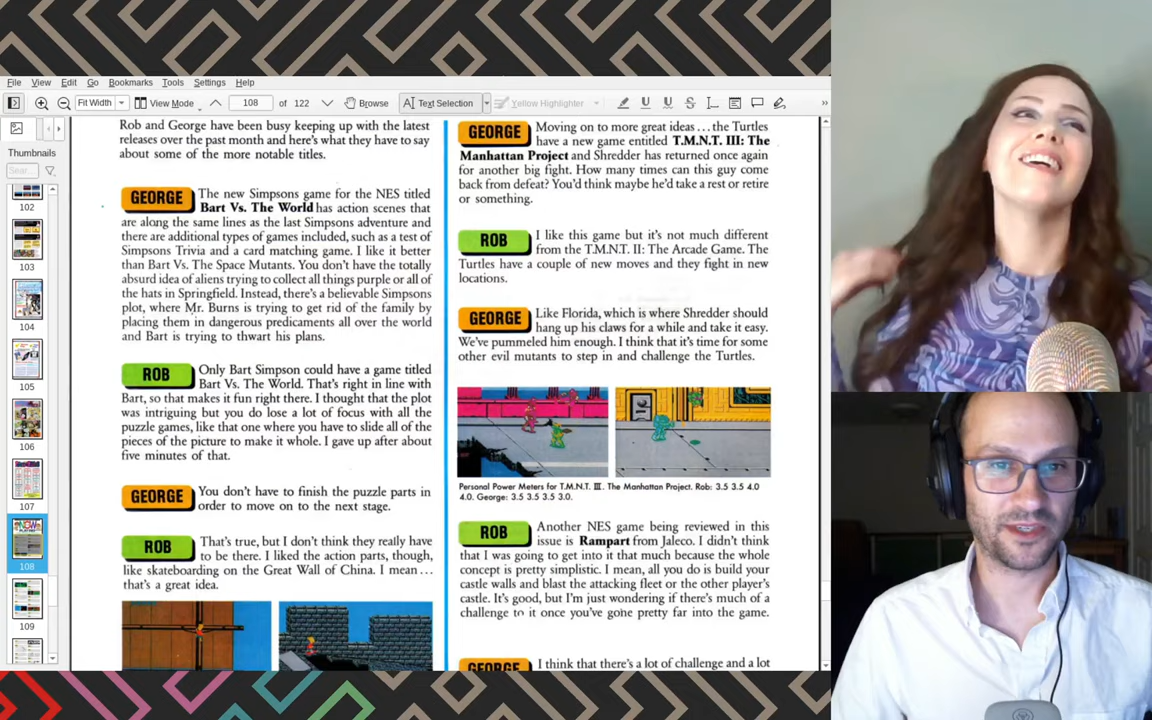 File View Edit Go Bookmarks Tools Settings Help
Fit Width View Mode 108 of 122 Browse Text Selection Yellow Highlighter
Thumbnails
Sear...
102
103
104
105
106
107
108
109
Rob and George have been busy keeping up with the latest
releases over the past month and here's what they have to say
about some of the more notable titles.
GEORGE The new Simpsons game for the NES titled
Bart Vs. The World has action scenes that
are along the same lines as the last Simpsons adventure and
there are additional types of games included, such as a test of
Simpsons Trivia and a card matching game. I like it better
than Bart Vs. The Space Mutants. You don't have the totally
absurd idea of aliens trying to collect all things purple or all of
the hats in Springfield. Instead, there's a believable Simpsons
plot, where Mr. Burns is trying to get rid of the family by
placing them in dangerous predicaments all over the world
and Bart is trying to thwart his plans.
ROB Only Bart Simpson could have a game titled
Bart Vs. The World. That's right in line with
Bart, so that makes it fun right there. I thought that the plot
was intriguing but you do lose a lot of focus with all the
puzzle games, like that one where you have to slide all of the
pieces of the picture to make it whole. I gave up after about
five minutes of that.
GEORGE You don't have to finish the puzzle parts in
order to move on to the next stage.
ROB That's true, but I don't think they really have
to be there. I liked the action parts, though,
like skateboarding on the Great Wall of China. I mean...
that's a great idea.
GEORGE Moving on to more great ideas...the Turtles
have a new game entitled T.M.N.T. III: The
Manhattan Project and Shredder has returned once again
for another big fight. How many times can this guy come
back from defeat? You'd think maybe he'd take a rest or retire
or something.
ROB I like this game but it's not much different
from the T.M.N.T. II: The Arcade Game. The
Turtles have a couple of new moves and they fight in new
locations.
GEORGE Like Florida, which is where Shredder should
hang up his claws for a while and take it easy.
We've pummeled him enough. I think that it's time for some
other evil mutants to step in and challenge the Turtles.
Personal Power Meters for T.M.N.T. III. The Manhattan Project. Rob: 3.5 3.5 4.0
4.0. George: 3.5 3.5 3.5 3.0.
ROB Another NES game being reviewed in this
issue is Rampart from Jaleco. I didn't think
that I was going to get into it that much because the whole
concept is pretty simplistic. I mean, all you do is build your
castle walls and blast the attacking fleet or the other player's
castle. It's good, but I'm just wondering if there's much of a
challenge to it once you've gone pretty far into the game.
GEORGE I think that there's a lot of challenge and a lot